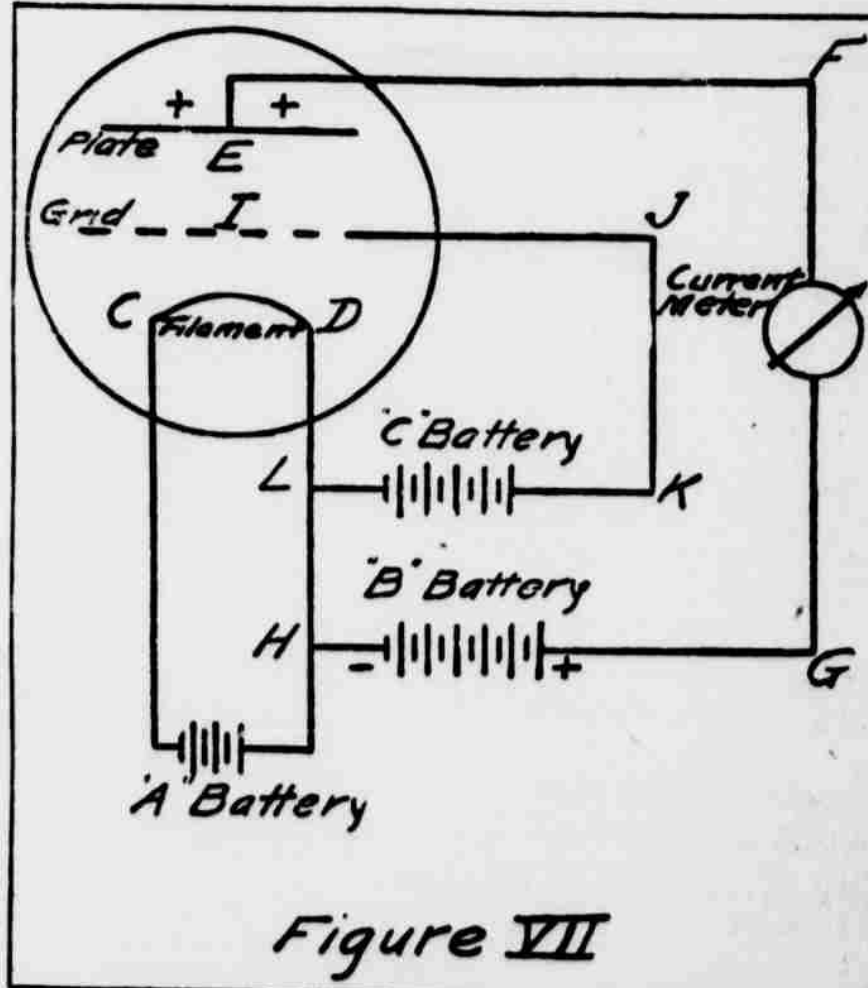 F
+ +
Plate E
Grid I J
Current
Meter
C Filament D
"C" Battery
L K
"B" Battery
H - + G
"A" Battery
Figure VII